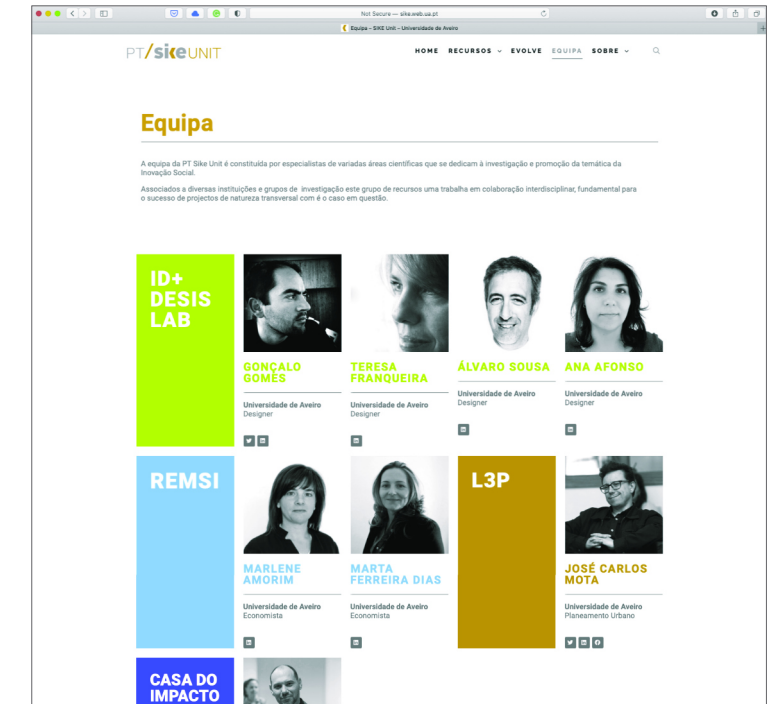 Not Secure — sike.web.ua.pt
Equipa – SIKE Unit – Universidade de Aveiro
PT/sikeUNIT
HOME RECURSOS EVOLVE EQUIPA SOBRE
Equipa
A equipa da PT Sike Unit é constituída por especialistas de variadas áreas científicas que se dedicam à investigação e promoção da temática da
Inovação Social.
Associados a diversas instituições e grupos de investigação este grupo de recursos uma trabalha em colaboração interdisciplinar, fundamental para
o sucesso de projectos de natureza transversal com é o caso em questão.
ID+
DESIS
LAB
GONÇALO
GOMES
Universidade de Aveiro
Designer
TERESA
FRANQUEIRA
Universidade de Aveiro
Designer
ÁLVARO SOUSA
Universidade de Aveiro
Designer
ANA AFONSO
Universidade de Aveiro
Designer
REMSI
MARLENE
AMORIM
Universidade de Aveiro
Economista
MARTA
FERREIRA DIAS
Universidade de Aveiro
Economista
L3P
JOSÉ CARLOS
MOTA
Universidade de Aveiro
Planeamento Urbano
CASA DO
IMPACTO